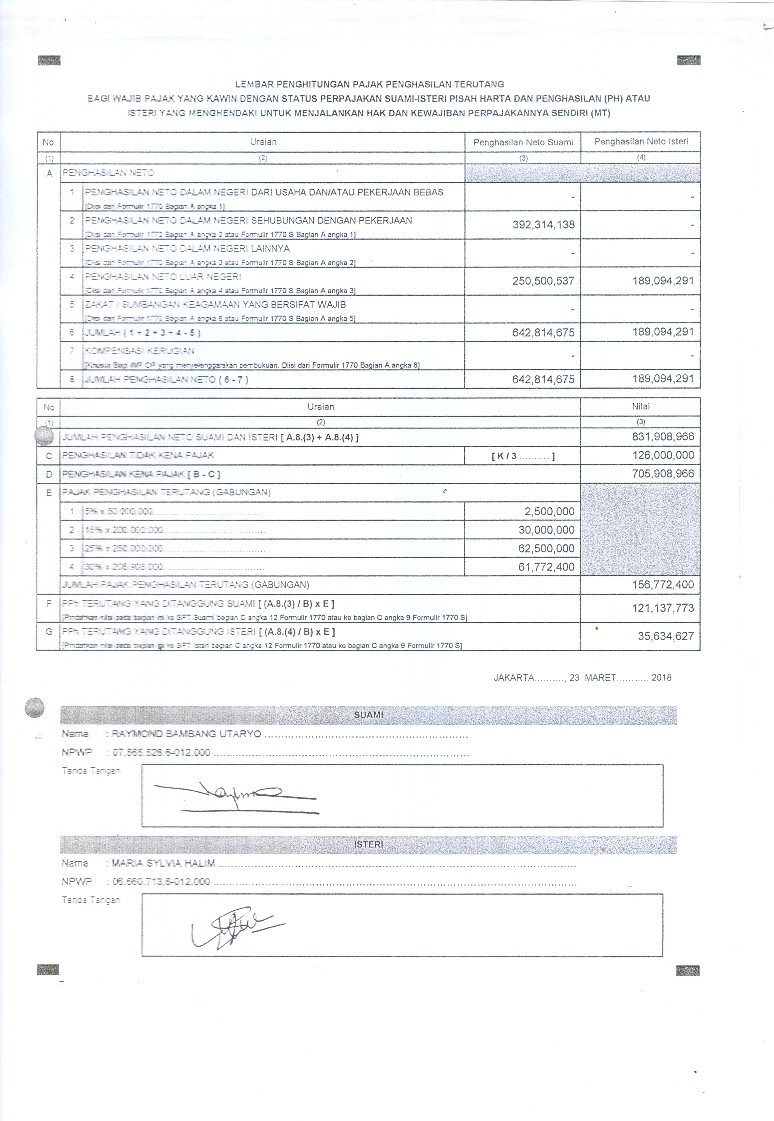 LEMBAR PENGHITUNGAN PAJAK PENGHASILAN TERUTANG
BAGI WAJIB PAJAK YANG KAWIN DENGAN STATUS PERPAJAKAN SUAMI-ISTERI PISAH HARTA DAN PENGHASILAN (PH) ATAU
ISTERI YANG MENGHENDAKI UNTUK MENJALANKAN HAK DAN KEWAJIBAN PERPAJAKANNYA SENDIRI (MT)
No Uraian Penghasilan Neto Suami Penghasilan Neto Isteri
(1) (2) (3) (4)
A PENGHASILAN NETO
1 PENGHASILAN NETO DALAM NEGERI DARI USAHA DAN/ATAU PEKERJAAN BEBAS - -
[Diisi dari Formulir 1770 Bagian A angka 1]
2 PENGHASILAN NETO DALAM NEGERI SEHUBUNGAN DENGAN PEKERJAAN 392,314,138 -
[Diisi dari Formulir 1770 Bagian A angka 2 atau Formulir 1770 S Bagian A angka 1]
3 PENGHASILAN NETO DALAM NEGERI LAINNYA - -
[Diisi dari Formulir 1770 Bagian A angka 3 atau Formulir 1770 S Bagian A angka 2]
4 PENGHASILAN NETO LUAR NEGERI 250,500,537 189,094,291
[Diisi dari Formulir 1770 Bagian A angka 4 atau Formulir 1770 S Bagian A angka 3]
5 ZAKAT / SUMBANGAN KEAGAMAAN YANG BERSIFAT WAJIB - -
[Diisi dari Formulir 1770 Bagian A angka 6 atau Formulir 1770 S Bagian A angka 5]
6 JUMLAH ( 1 + 2 + 3 + 4 - 5 ) 642,814,675 189,094,291
7 KOMPENSASI KERUGIAN - -
[Khusus Bagi WP OP yang menyelenggarakan pembukuan. Diisi dari Formulir 1770 Bagian A angka 8]
8 JUMLAH PENGHASILAN NETO ( 6 - 7 ) 642,814,675 189,094,291
No Uraian Nilai
(1) (2) (3)
JUMLAH PENGHASILAN NETO SUAMI DAN ISTERI [ A.8.(3) + A.8.(4) ] 831,908,966
C PENGHASILAN TIDAK KENA PAJAK [ K / 3 .......... ] 126,000,000
D PENGHASILAN KENA PAJAK [ B - C ] 705,908,966
E PAJAK PENGHASILAN TERUTANG (GABUNGAN)
1 5% x 50.000.000 ........................................ 2,500,000
2 15% x 200.000.000 ........................................ 30,000,000
3 25% x 250.000.000 ........................................ 62,500,000
4 30% x 205.908.000 ........................................ 61,772,400
JUMLAH PAJAK PENGHASILAN TERUTANG (GABUNGAN) 156,772,400
F PPh TERUTANG YANG DITANGGUNG SUAMI [ (A.8.(3) / B) x E ] 121,137,773
[Pindahkan nilai pada bagian ini ke SPT Suami bagian C angka 12 Formulir 1770 atau ke bagian C angka 9 Formulir 1770 S]
G PPh TERUTANG YANG DITANGGUNG ISTERI [ (A.8.(4) / B) x E ] 35,634,627
[Pindahkan nilai pada bagian ini ke SPT Isteri bagian C angka 12 Formulir 1770 atau ke bagian C angka 9 Formulir 1770 S]
JAKARTA.........., 23 MARET........... 2018
SUAMI
Nama : RAYMOND BAMBANG UTARYO ..................................................
NPWP : 07.565.526.6-012.000 ..................................................
Tanda Tangan
ISTERI
Nama : MARIA SYLVIA HALIM ..................................................
NPWP : 06.660.713.6-012.000 ..................................................
Tanda Tangan